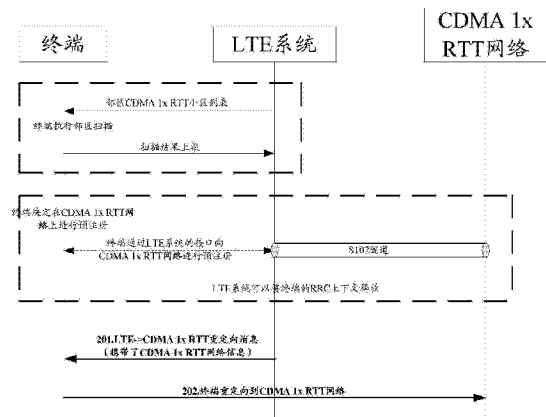 终端
LTE系统
CDMA 1x
RTT网络
邻区CDMA 1x RTT小区列表
终端执行邻区扫描
扫描结果上报
终端决定在CDMA 1x RTT网
络上进行预注册
终端通过LTE系统的接口向
CDMA 1x RTT网络进行预注册
S102隧道
LTE系统可以将终端的RRC上下文释放
201.LTE->CDMA 1x RTT重定向消息
(携带了CDMA 1x RTT网络信息)
202.终端重定向到CDMA 1x RTT网络